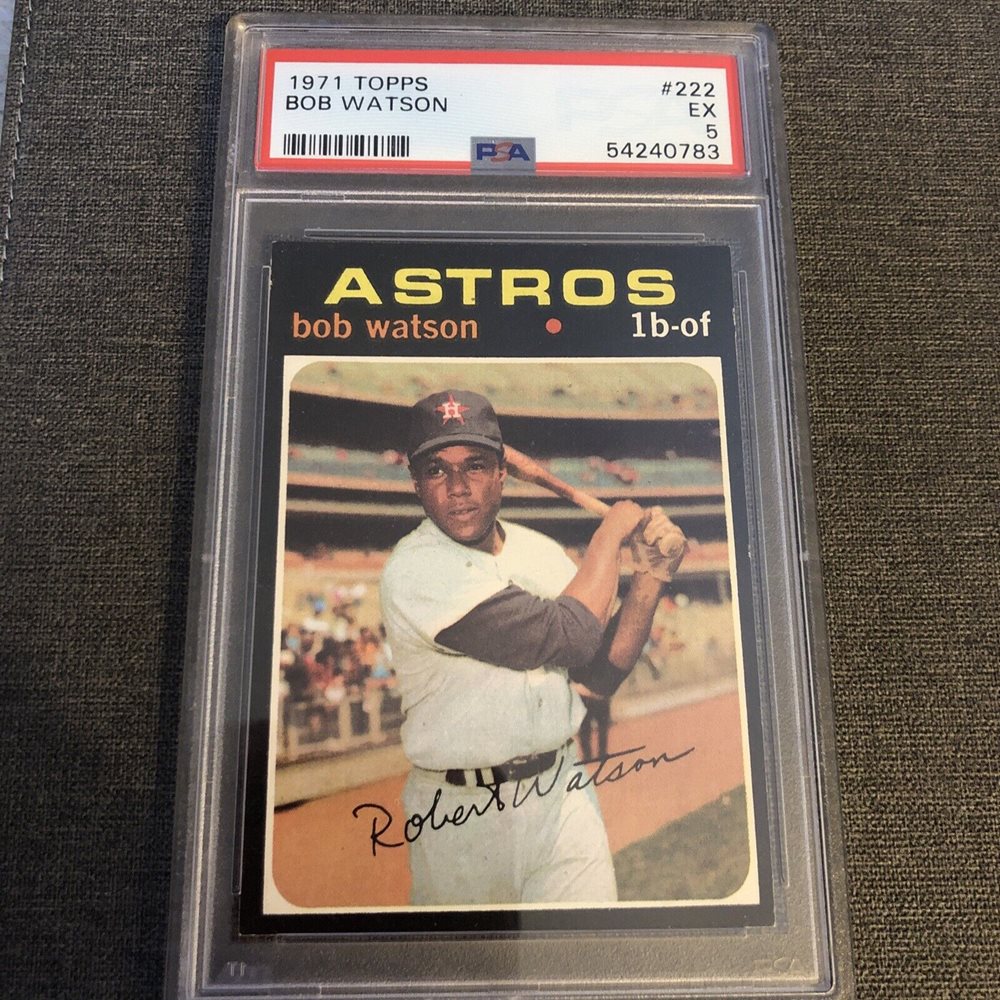 1971 TOPPS #222
BOB WATSON EX
5
PSA 54240783
ASTROS
bob watson • 1b-of
H
Robert Watson